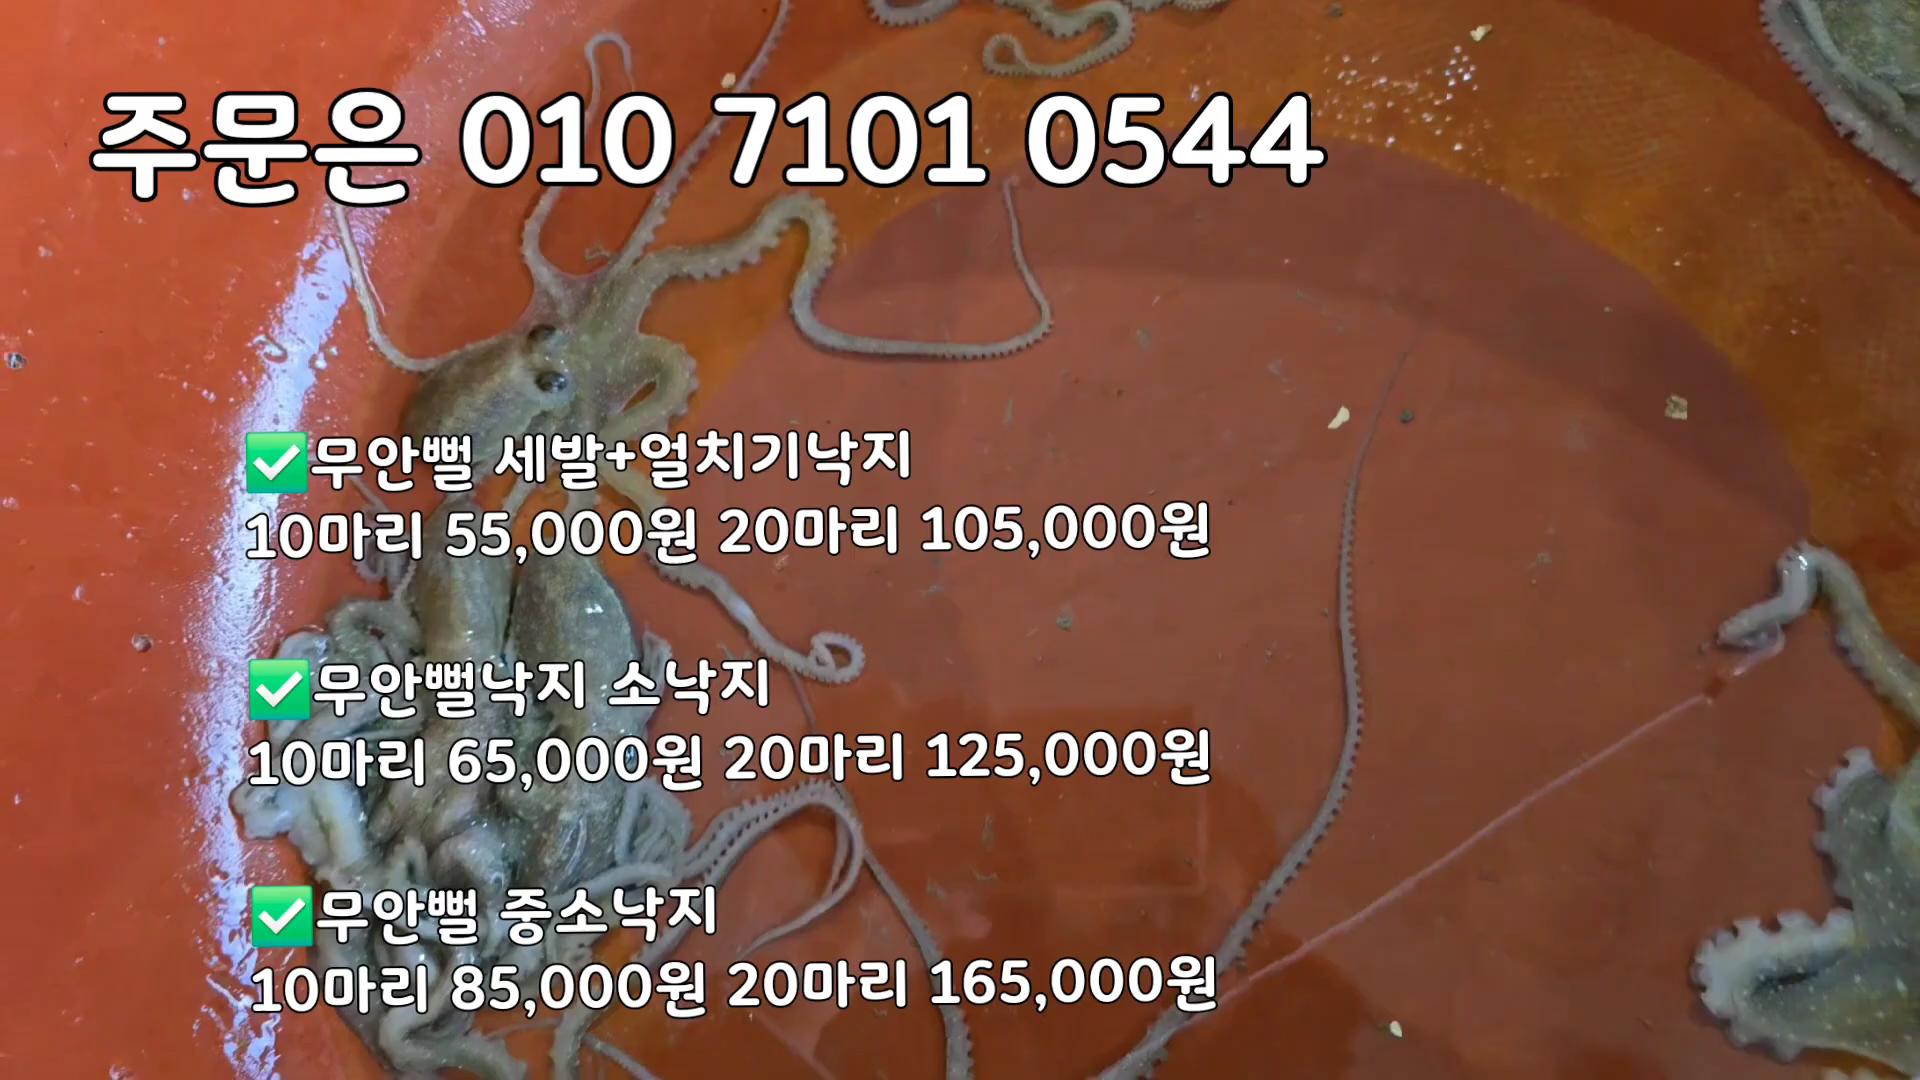 주문은 010 7101 0544
✅무안뻘 세발+얼치기낙지
10마리 55,000원 20마리 105,000원
✅무안뻘낙지 소낙지
10마리 65,000원 20마리 125,000원
✅무안뻘 중소낙지
10마리 85,000원 20마리 165,000원